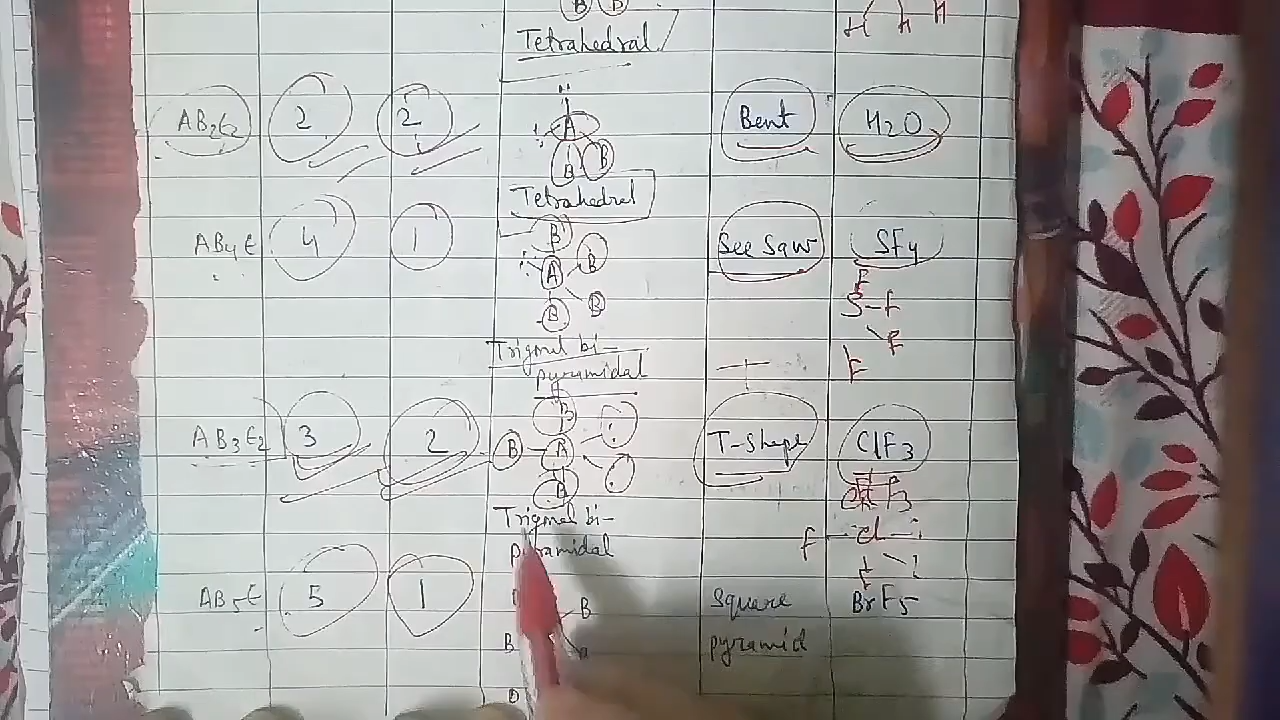 B B
H H H
Tetrahedral
AB2E2 2 2 A Bent H2O
B B
Tetrahedral
B
AB4E 4 1 A B See Saw SF4
B B
F
S-F
F
F
Trigonal bi-
pyramidal
B
AB3E2 3 2 B A T-Shape ClF3
B
F3
Trigonal bi-
F cl
pyramidal
F
AB5E 5 1 B Square BrF5
B pyramid